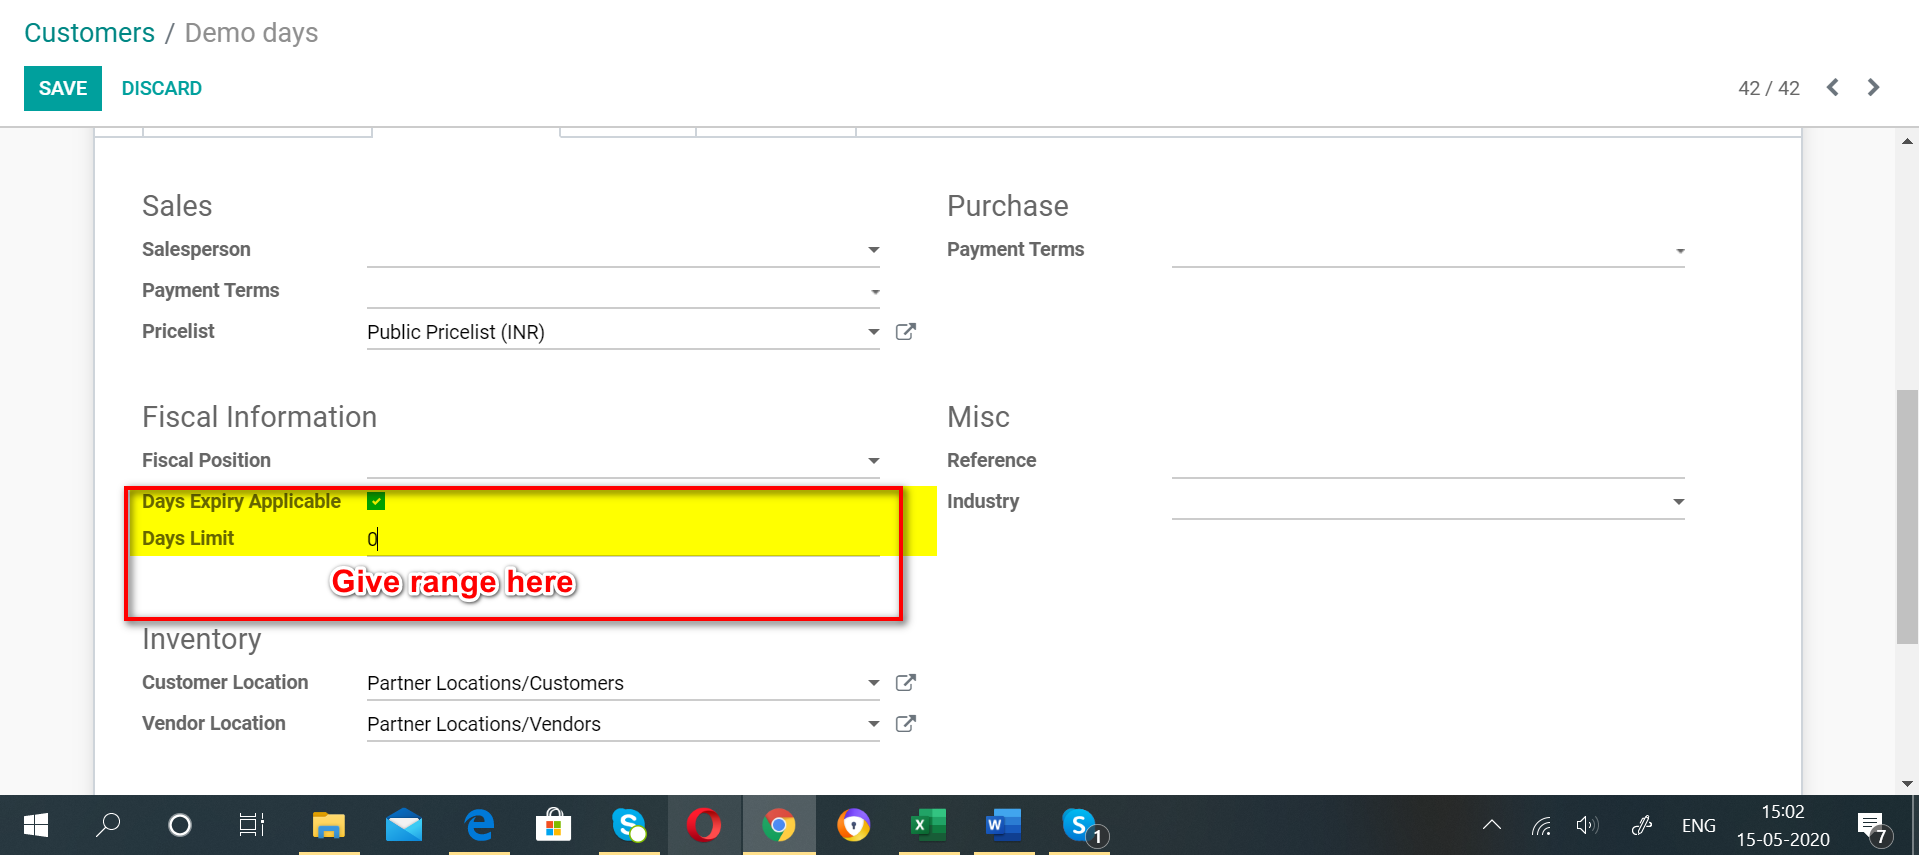 Customers / Demo days
SAVE DISCARD 42 / 42
Sales
Salesperson
Payment Terms
Pricelist Public Pricelist (INR)
Purchase
Payment Terms
Fiscal Information
Fiscal Position
Days Expiry Applicable
Days Limit 0
Give range here
Misc
Reference
Industry
Inventory
Customer Location Partner Locations/Customers
Vendor Location Partner Locations/Vendors
S X W S 1 ENG 15:02
15-05-2020 7